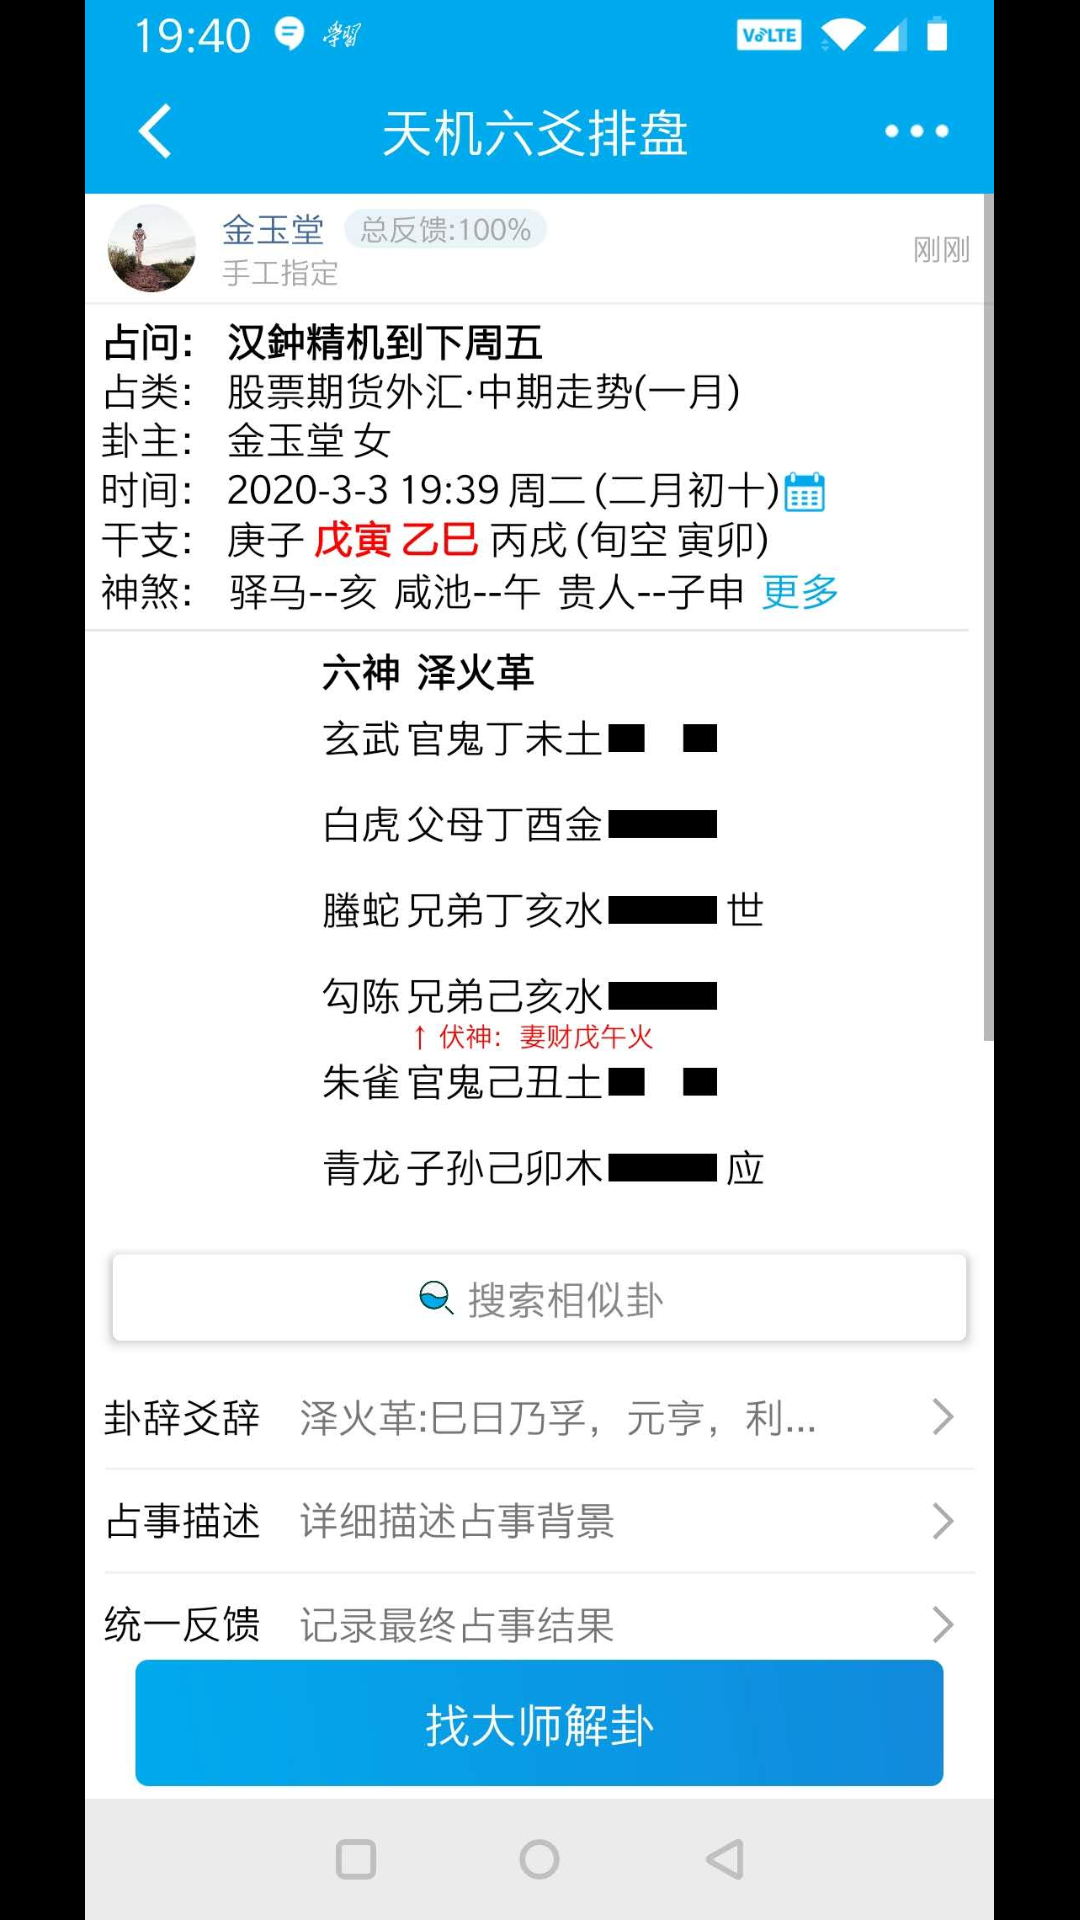 19:40 學習 VoLTE
天机六爻排盘
金玉堂 总反馈:100%
手工指定
刚刚
占问： 汉鈡精机到下周五
占类： 股票期货外汇·中期走势(一月)
卦主： 金玉堂 女
时间： 2020-3-3 19:39 周二 (二月初十)
干支： 庚子 戊寅 乙巳 丙戌 (旬空 寅卯)
神煞： 驿马--亥 咸池--午 贵人--子申 更多
六神 泽火革
玄武 官鬼丁未土
白虎 父母丁酉金
螣蛇 兄弟丁亥水 世
勾陈 兄弟己亥水
↑ 伏神：妻财戊午火
朱雀 官鬼己丑土
青龙 子孙己卯木 应
搜索相似卦
卦辞爻辞 泽火革:巳日乃孚，元亨，利...
占事描述 详细描述占事背景
统一反馈 记录最终占事结果
找大师解卦